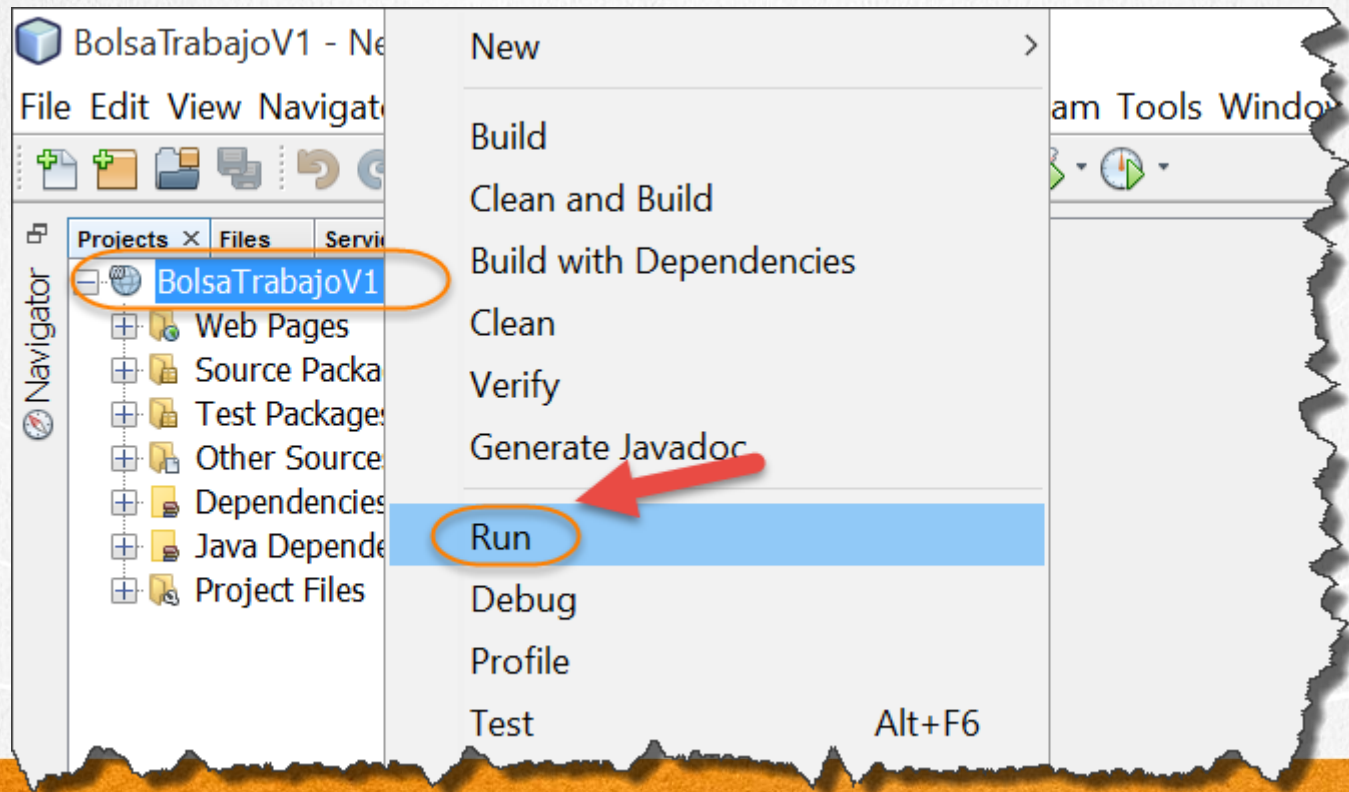 BolsaTrabajoV1 - Ne
File Edit View Navigat
am Tools Window
Projects Files Servi
Navigator
BolsaTrabajoV1
Web Pages
Source Packa
Test Packages
Other Source
Dependencies
Java Depende
Project Files
New
Build
Clean and Build
Build with Dependencies
Clean
Verify
Generate Javadoc
Run
Debug
Profile
Test Alt+F6